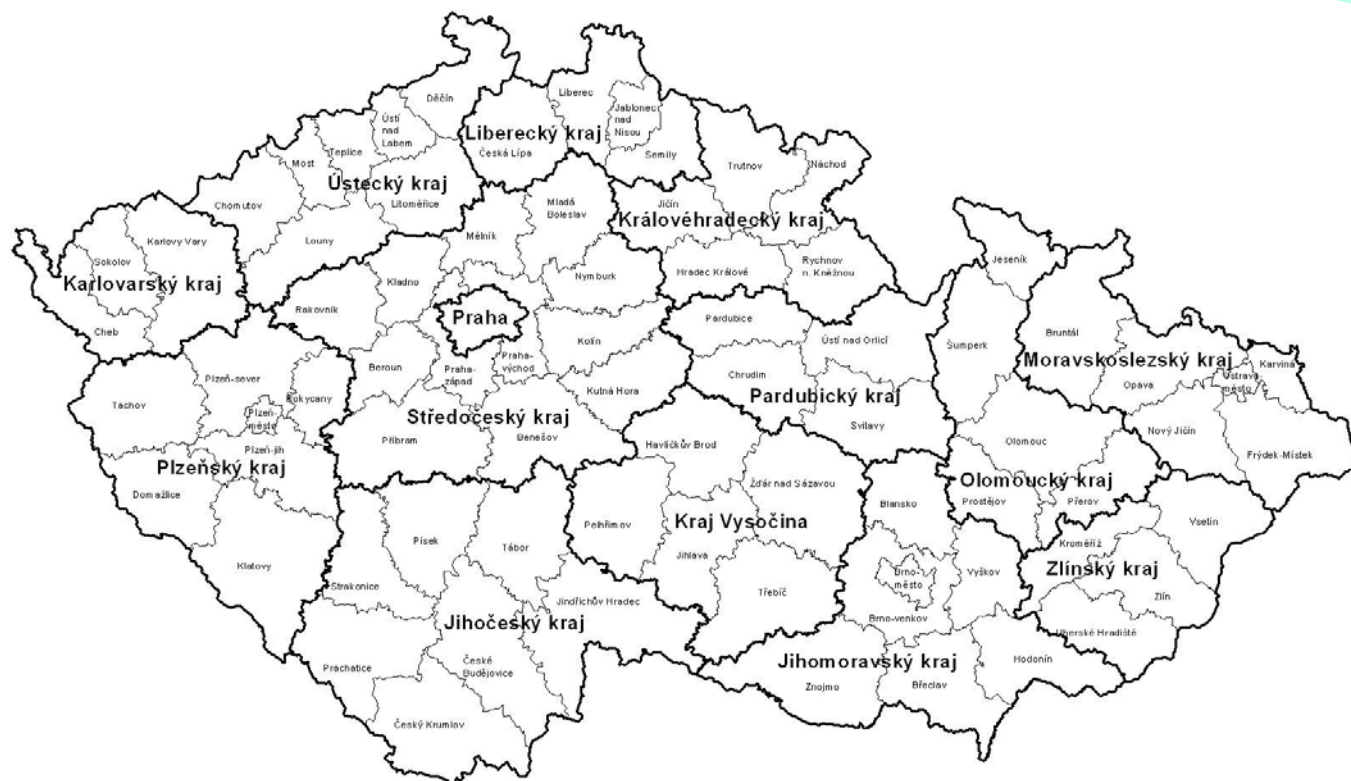 Děčín
Liberec
Ústí
nad
Labem
Jablonec
nad
Nisou
Liberecký kraj
Teplice
Česká Lípa
Semily
Most
Trutnov
Náchod
Ústecký kraj
Chomutov
Litoměřice
Mladá
Boleslav
Jičín
Královéhradecký kraj
Karlovy Vary
Louny
Mělník
Sokolov
Karlovarský kraj
Jeseník
Rychnov
n. Kněžnou
Hradec Králové
Nymburk
Kladno
Rakovník
Praha
Cheb
Pardubice
Bruntál
Kolín
Ústí nad Orlicí
Šumperk
Moravskoslezský kraj
Karviná
Ostrava-
město
Opava
Beroun
Praha-
západ
Praha-
východ
Plzeň-sever
Chrudim
Tachov
Rokycany
Kutná Hora
Pardubický kraj
Plzeň-
město
Středočeský kraj
Svitavy
Příbram
Benešov
Nový Jičín
Olomouc
Havlíčkův Brod
Plzeň-jih
Frýdek-Místek
Plzeňský kraj
Žďár nad Sázavou
Olomoucký kraj
Domažlice
Blansko
Prostějov
Přerov
Kraj Vysočina
Pelhřimov
Vsetín
Písek
Tábor
Kroměříž
Jihlava
Klatovy
Zlínský kraj
Brno-
město
Vyškov
Strakonice
Třebíč
Zlín
Jindřichův Hradec
Brno-venkov
Jihočeský kraj
Uherské Hradiště
České
Budějovice
Jihomoravský kraj
Hodonín
Prachatice
Znojmo
Břeclav
Český Krumlov